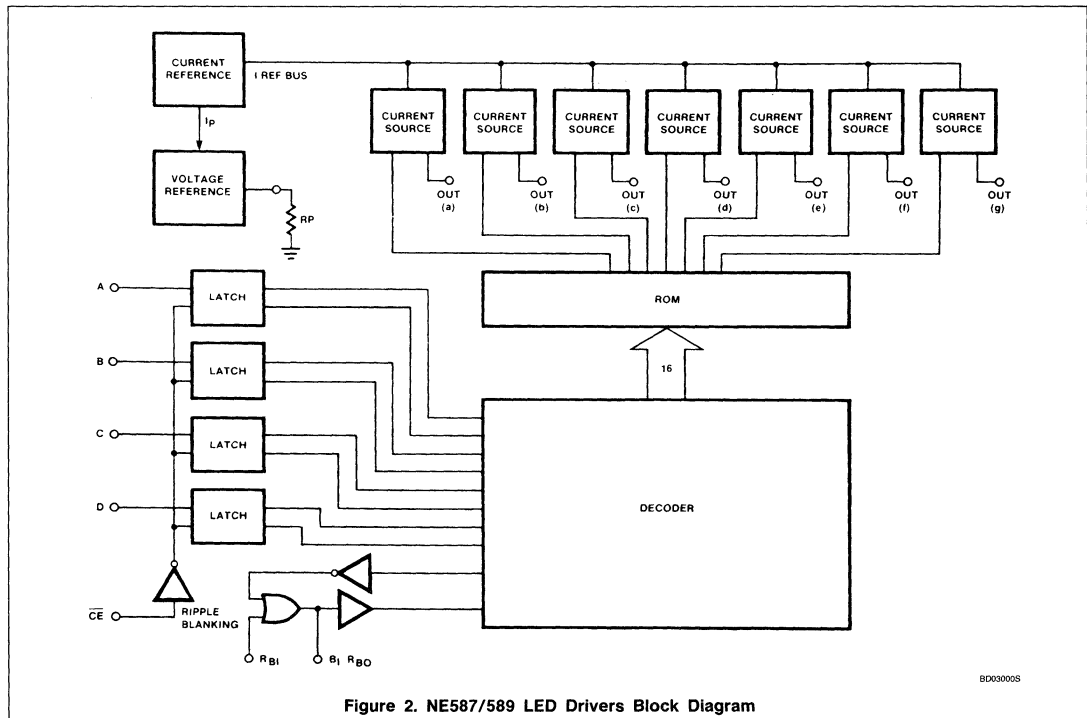 CURRENT
REFERENCE
I REF BUS
CURRENT
SOURCE
CURRENT
SOURCE
CURRENT
SOURCE
CURRENT
SOURCE
CURRENT
SOURCE
CURRENT
SOURCE
CURRENT
SOURCE
IP
VOLTAGE
REFERENCE
RP
OUT
(a)
OUT
(b)
OUT
(c)
OUT
(d)
OUT
(e)
OUT
(f)
OUT
(g)
A
LATCH
ROM
B
LATCH
16
C
LATCH
D
LATCH
DECODER
CE
RIPPLE
BLANKING
RBI
BI RBO
BD03000S
Figure 2. NE587/589 LED Drivers Block Diagram